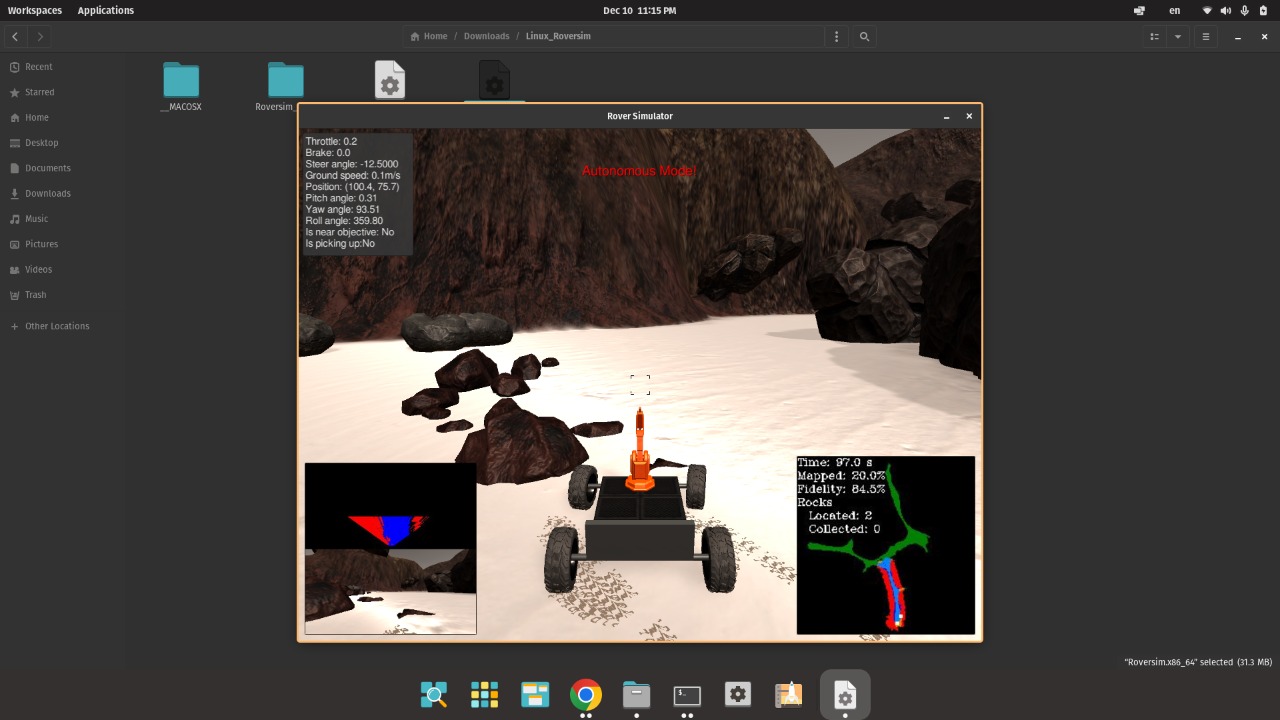 Workspaces Applications Dec 10 11:15 PM en
Home / Downloads / Linux_Roversim
Recent
Starred
Home
Desktop
Documents
Downloads
Music
Pictures
Videos
Trash
Other Locations
__MACOSX
Roversim_
Rover Simulator
Throttle: 0.2
Brake: 0.0
Steer angle: -12.5000
Ground speed: 0.1m/s
Position: (100.4, 75.7)
Pitch angle: 0.31
Yaw angle: 93.51
Roll angle: 359.80
Is near objective: No
Is picking up:No
Autonomous Mode!
Time: 97.0 s
Mapped: 20.0%
Fidelity: 84.5%
Rocks
Located: 2
Collected: 0
"Roversim.x86_64" selected (31.3 MB)